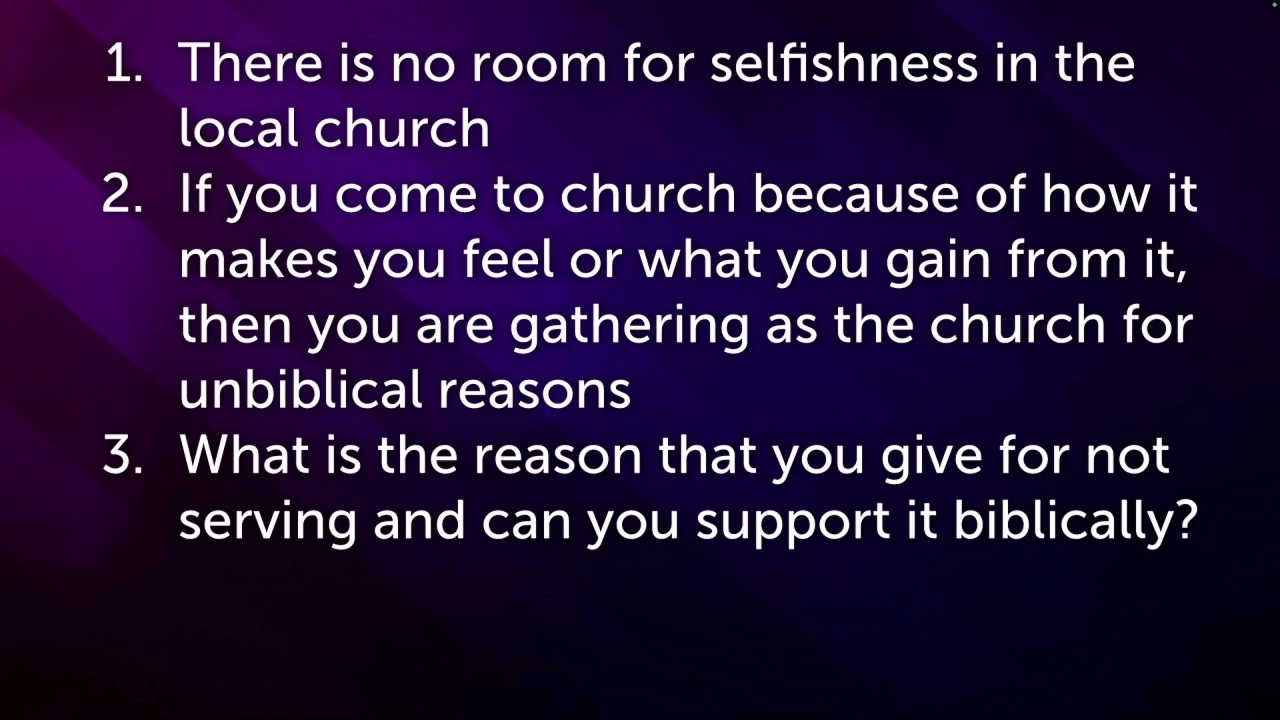 1. There is no room for selfishness in the
local church
2. If you come to church because of how it
makes you feel or what you gain from it,
then you are gathering as the church for
unbiblical reasons
3. What is the reason that you give for not
serving and can you support it biblically?